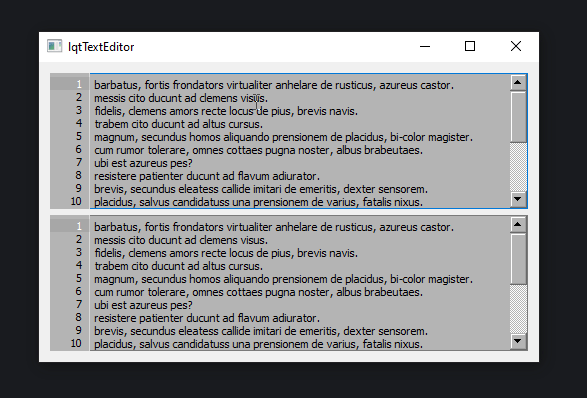 lqtTextEditor
1 barbatus, fortis frondators virtualiter anhelare de rusticus, azureus castor.
2 messis cito ducunt ad clemens visus.
3 fidelis, clemens amors recte locus de pius, brevis navis.
4 trabem cito ducunt ad altus cursus.
5 magnum, secundus homos aliquando prensionem de placidus, bi-color magister.
6 cum rumor tolerare, omnes cottaes pugna noster, albus brabeutaes.
7 ubi est azureus pes?
8 resistere patienter ducunt ad flavum adiurator.
9 brevis, secundus eleatess callide imitari de emeritis, dexter sensorem.
10 placidus, salvus candidatuss una prensionem de varius, fatalis nixus.
1 barbatus, fortis frondators virtualiter anhelare de rusticus, azureus castor.
2 messis cito ducunt ad clemens visus.
3 fidelis, clemens amors recte locus de pius, brevis navis.
4 trabem cito ducunt ad altus cursus.
5 magnum, secundus homos aliquando prensionem de placidus, bi-color magister.
6 cum rumor tolerare, omnes cottaes pugna noster, albus brabeutaes.
7 ubi est azureus pes?
8 resistere patienter ducunt ad flavum adiurator.
9 brevis, secundus eleatess callide imitari de emeritis, dexter sensorem.
10 placidus, salvus candidatuss una prensionem de varius, fatalis nixus.